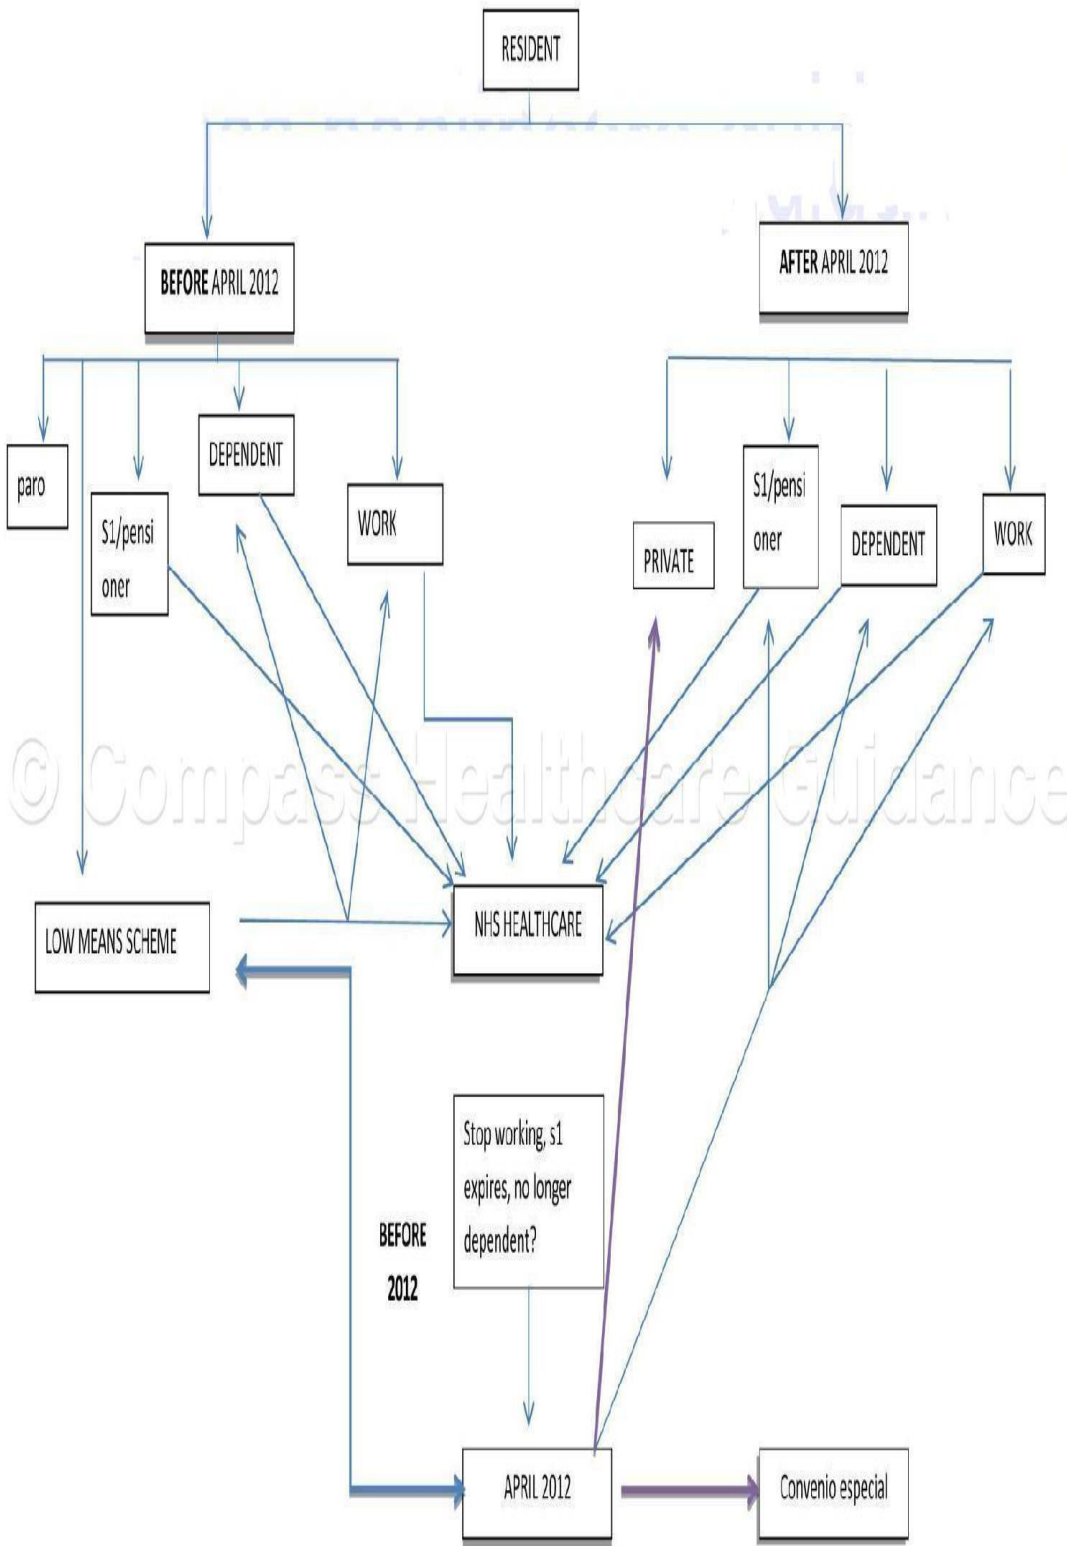 RESIDENT
BEFORE APRIL 2012
AFTER APRIL 2012
paro
S1/pensi
oner
DEPENDENT
WORK
PRIVATE
S1/pensi
oner
DEPENDENT
WORK
© Compass Healthcare Guidance
LOW MEANS SCHEME
NHS HEALTHCARE
Stop working, s1
expires, no longer
dependent?
BEFORE
2012
APRIL 2012
Convenio especial